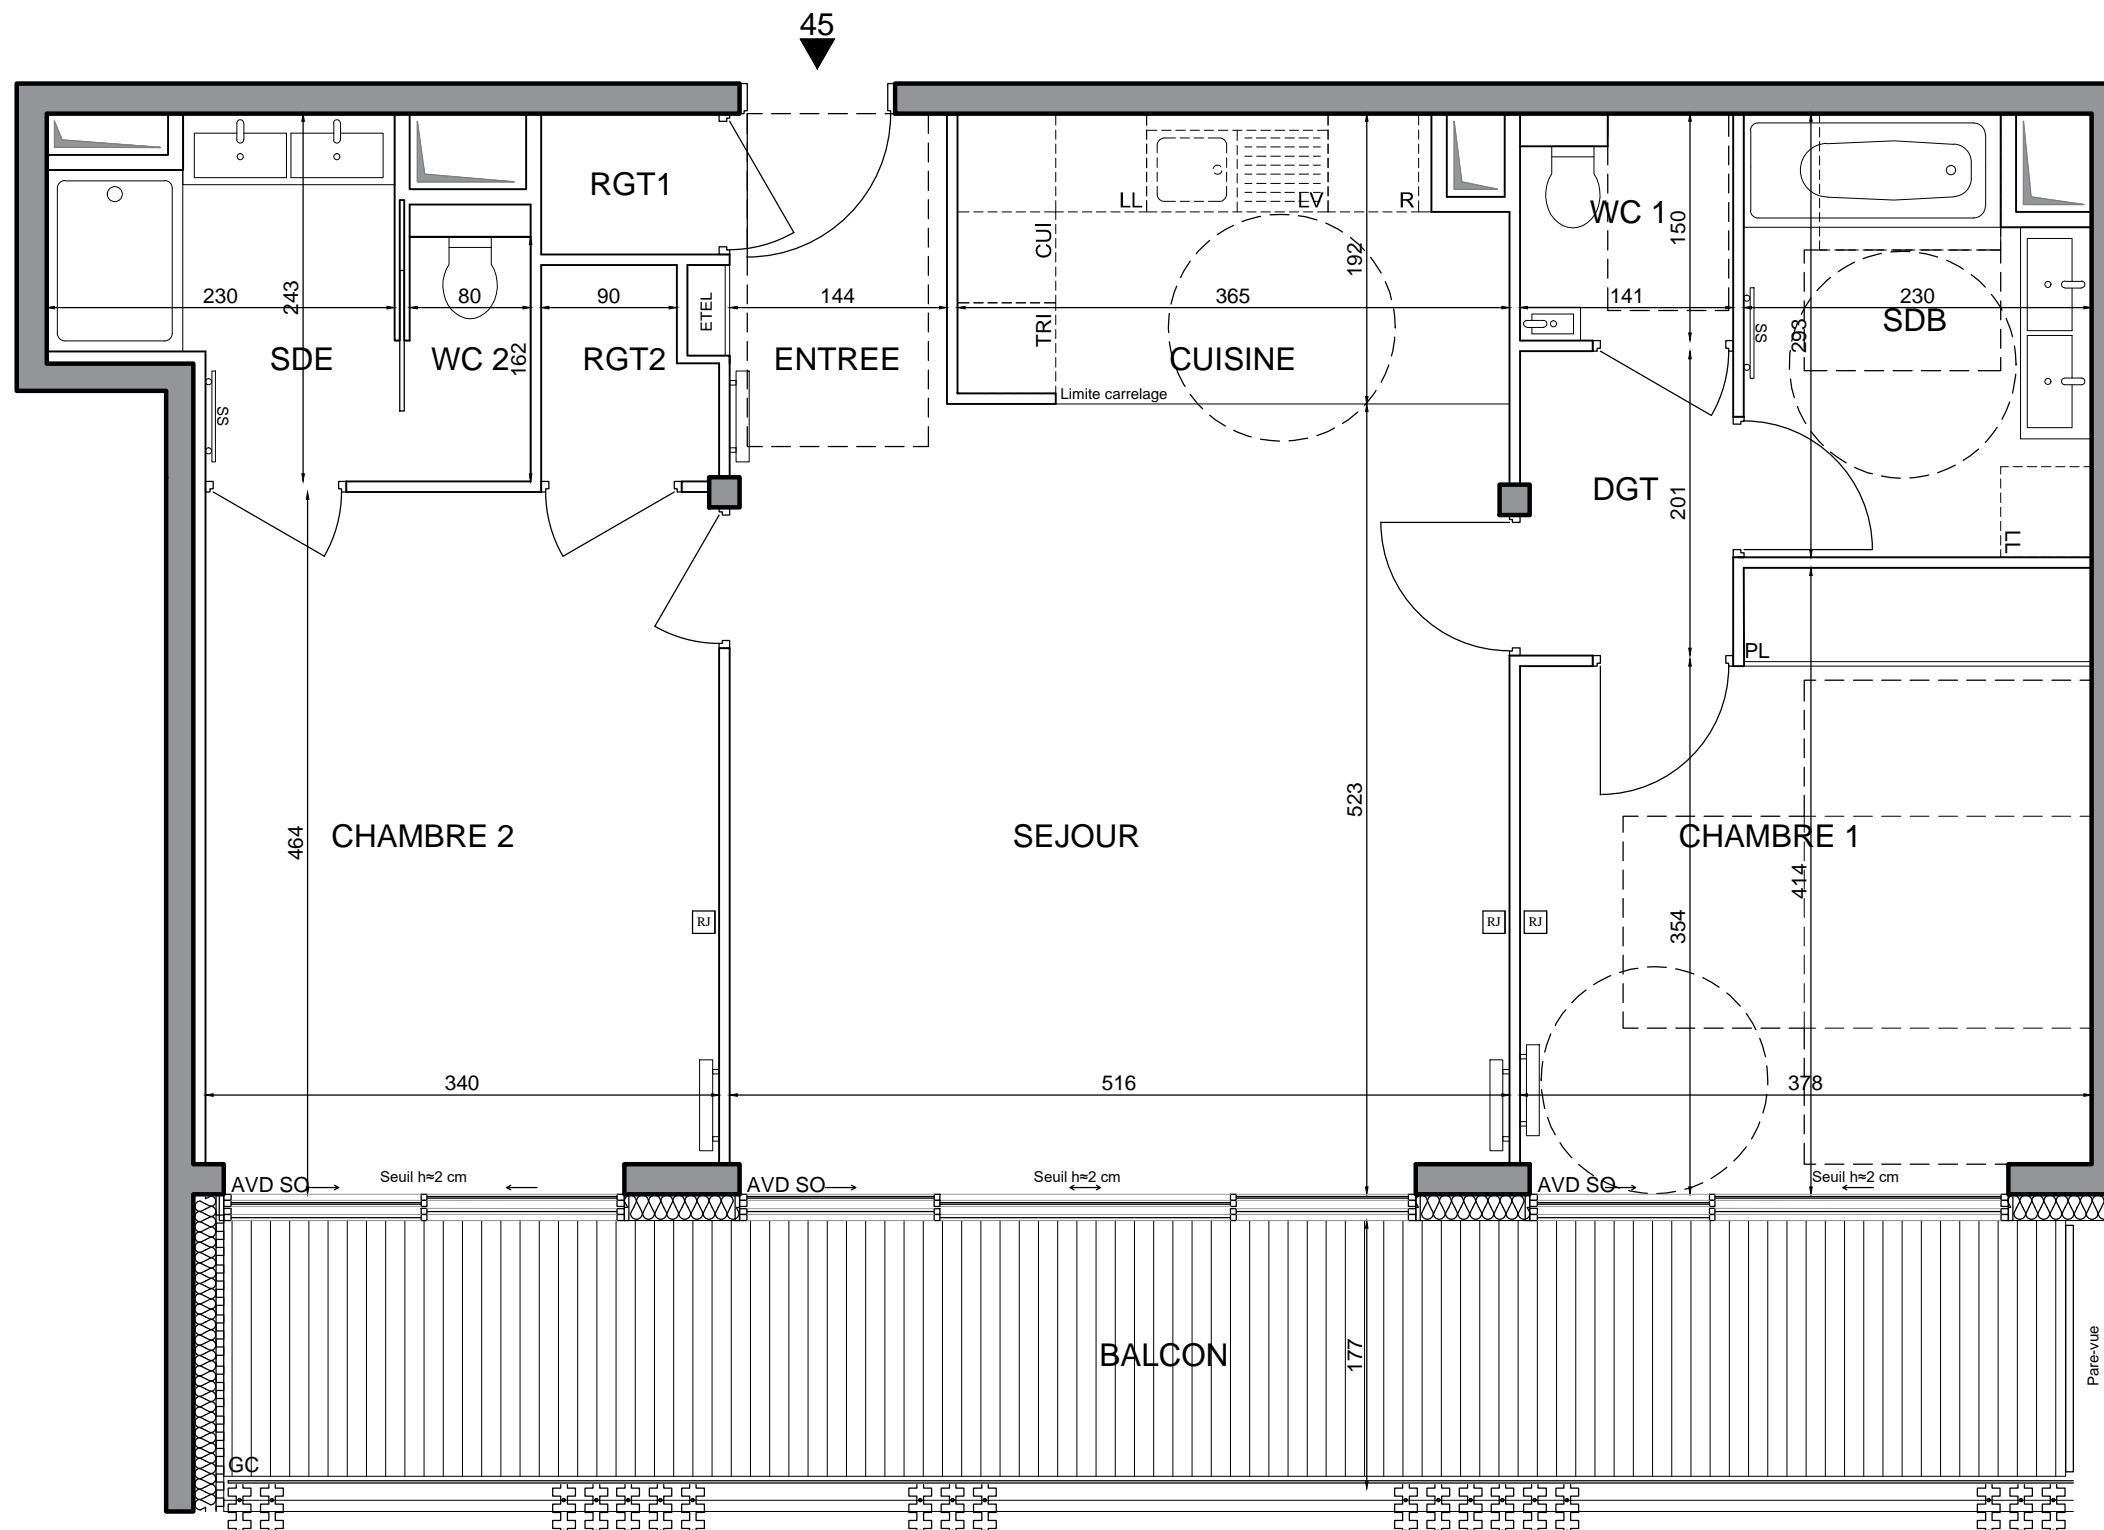 45
RGT1
LL
LV
R
WC 1
150
CUI
192
230
243
80
90
ETEL
144
365
141
230
SDB
SS
293
TRI
SDE
WC 2
162
RGT2
ENTREE
CUISINE
Limite carrelage
SS
DGT
201
LL
PL
464
CHAMBRE 2
SEJOUR
523
CHAMBRE 1
414
354
RJ
RJ
RJ
340
516
378
AVD SO
Seuil h≈2 cm
AVD SO
Seuil h≈2 cm
AVD SO
Seuil h≈2 cm
BALCON
177
Pare-vue
GC